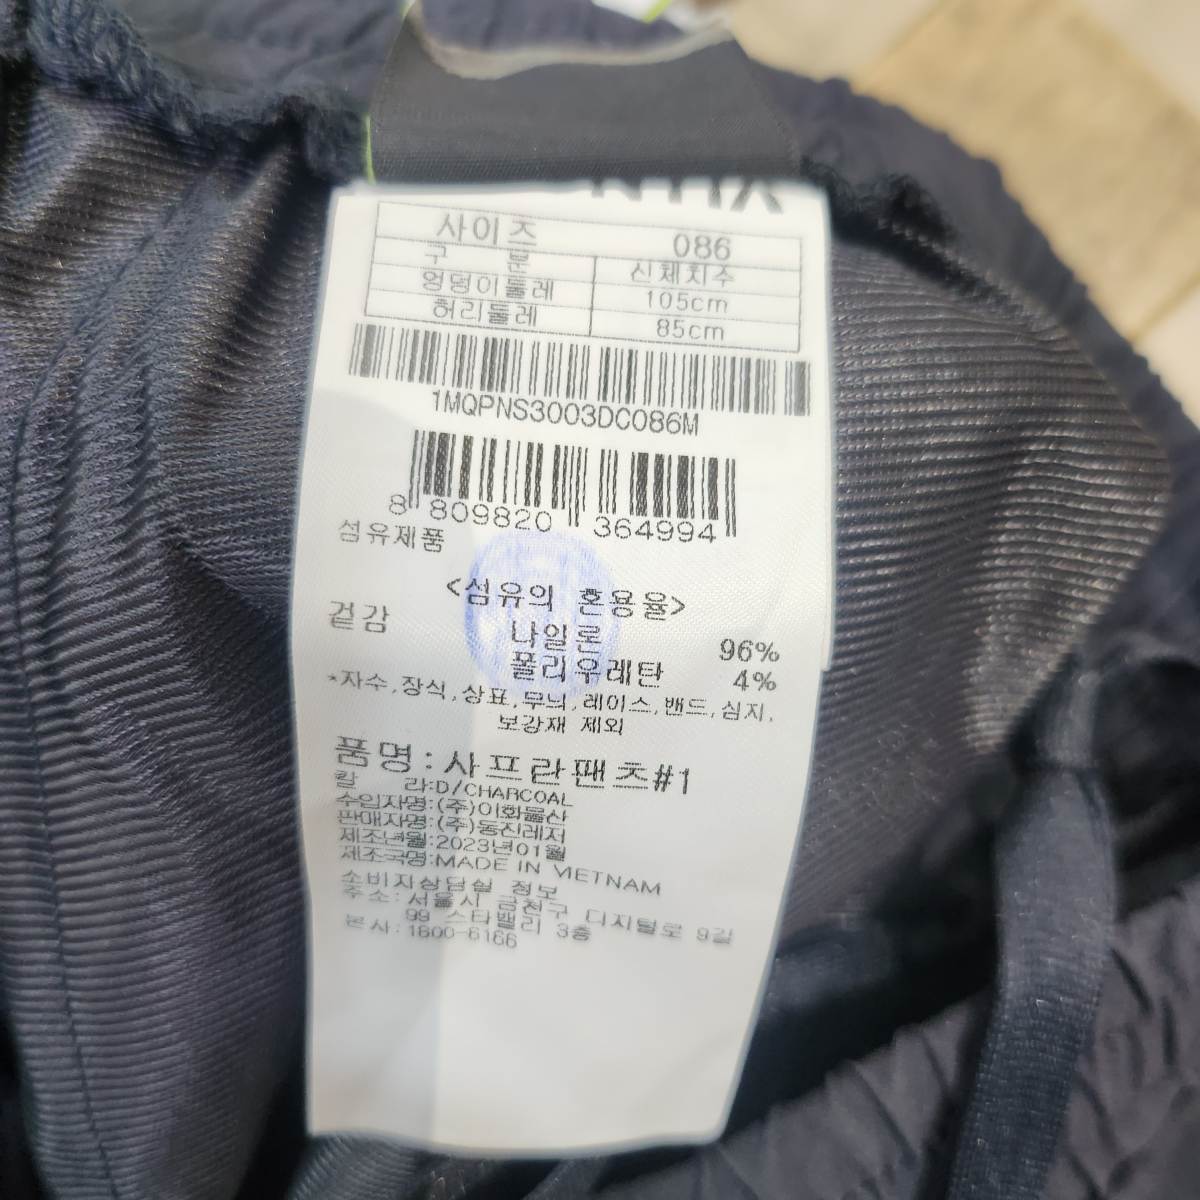 사이즈 086
구 분 신체치수
엉덩이둘레 105cm
허리둘레 85cm
1MQPNS3003DC086M
8 809820 364994
섬유제품
<섬유의 혼용율>
겉감 나일론 96%
폴리우레탄 4%
*자수,장식,상표,무늬,레이스,밴드,심지,
보강재 제외
품명:사프란팬츠#1
칼 라:D/CHARCOAL
수입자명:(주)이화물산
판매자명:(주)동진레저
제조년월:2023년01월
제조국명:MADE IN VIETNAM
소비자상담실 정보
주소:서울시 금천구 디지털로 9길
99 스타밸리 3층
본사:1800-6166